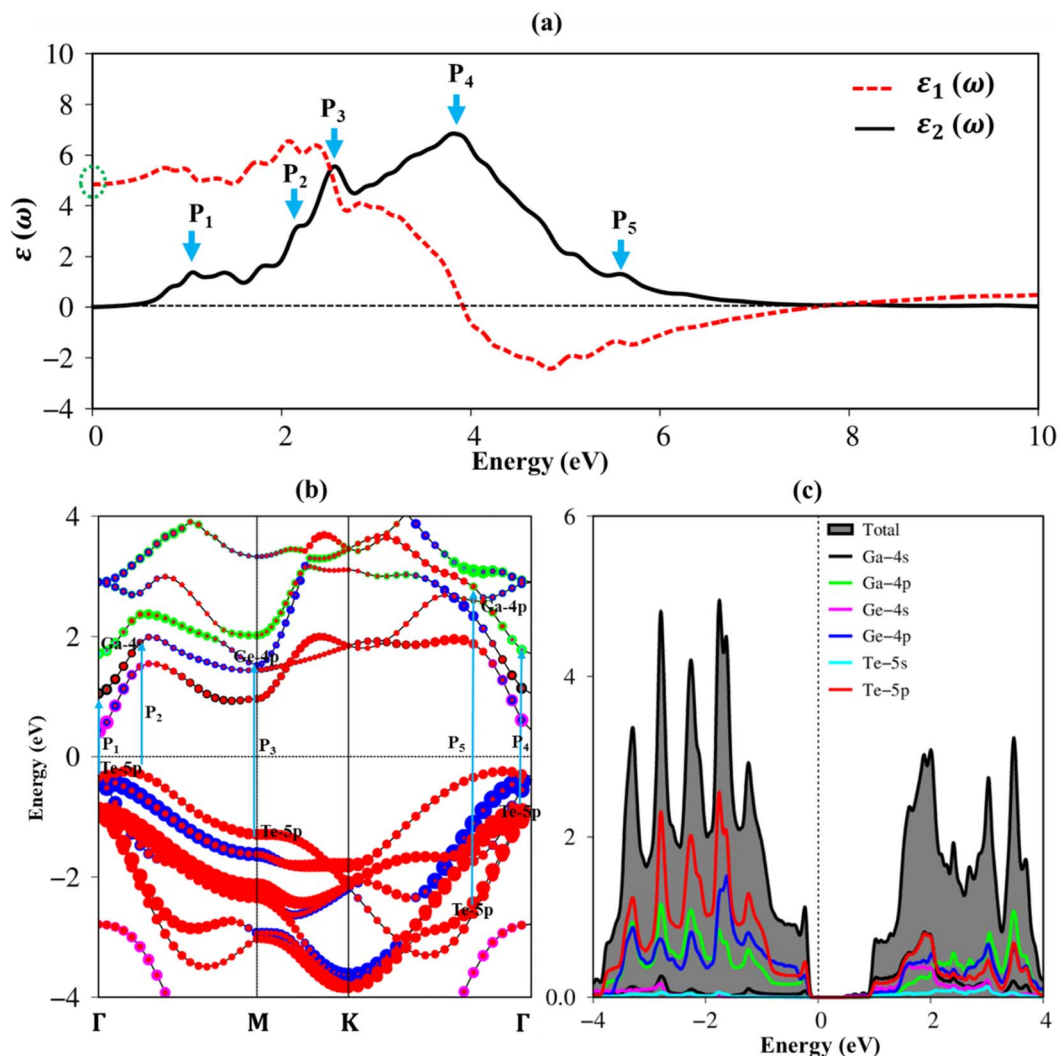 (a)
10
8
6
4
2
0
−2
−4
ε (ω)
P1
P2
P3
P4
P5
ε1 (ω)
ε2 (ω)
0 2 4 6 8 10
Energy (eV)
(b)
4
2
0
−2
−4
Energy (eV)
Ga-4p
Ge-4p
P1
P2
P3
P5
P4
Te-5p
Te-5p
Te-5p
Te-5p
Γ M K Γ
(c)
6
4
2
0.0
Total
Ga−4s
Ga−4p
Ge−4s
Ge−4p
Te−5s
Te−5p
−4 −2 0 2 4
Energy (eV)